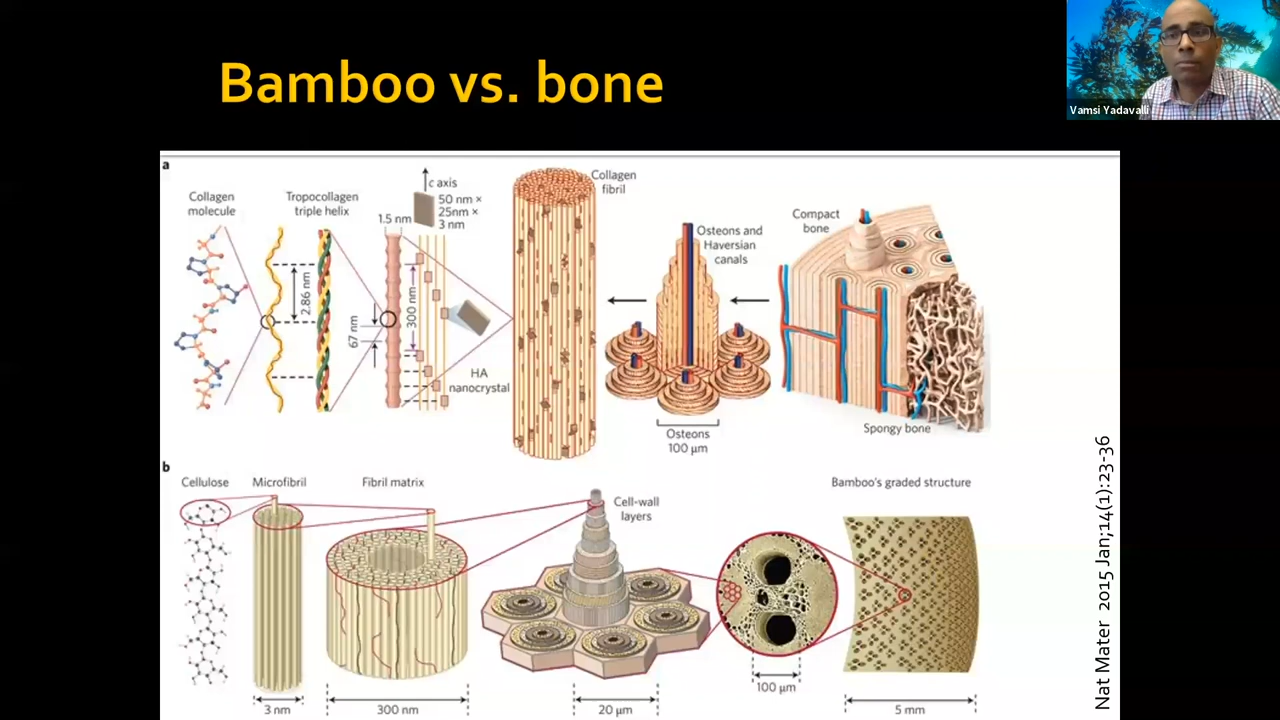 Bamboo vs. bone
Vamsi Yadavalli
a
Collagen
molecule
Tropocollagen
triple helix
c axis
50 nm ×
25nm ×
3 nm
1.5 nm
2.86 nm
67 nm
300 nm
HA
nanocrystal
Collagen
fibril
Osteons and
Haversian
canals
Osteons
100 µm
Compact
bone
Spongy bone
b
Cellulose
Microfibril
Fibril matrix
Cell-wall
layers
Bamboo's graded structure
3 nm
300 nm
20 µm
100 µm
5 mm
Nat Mater 2015 Jan;14(1):23-36